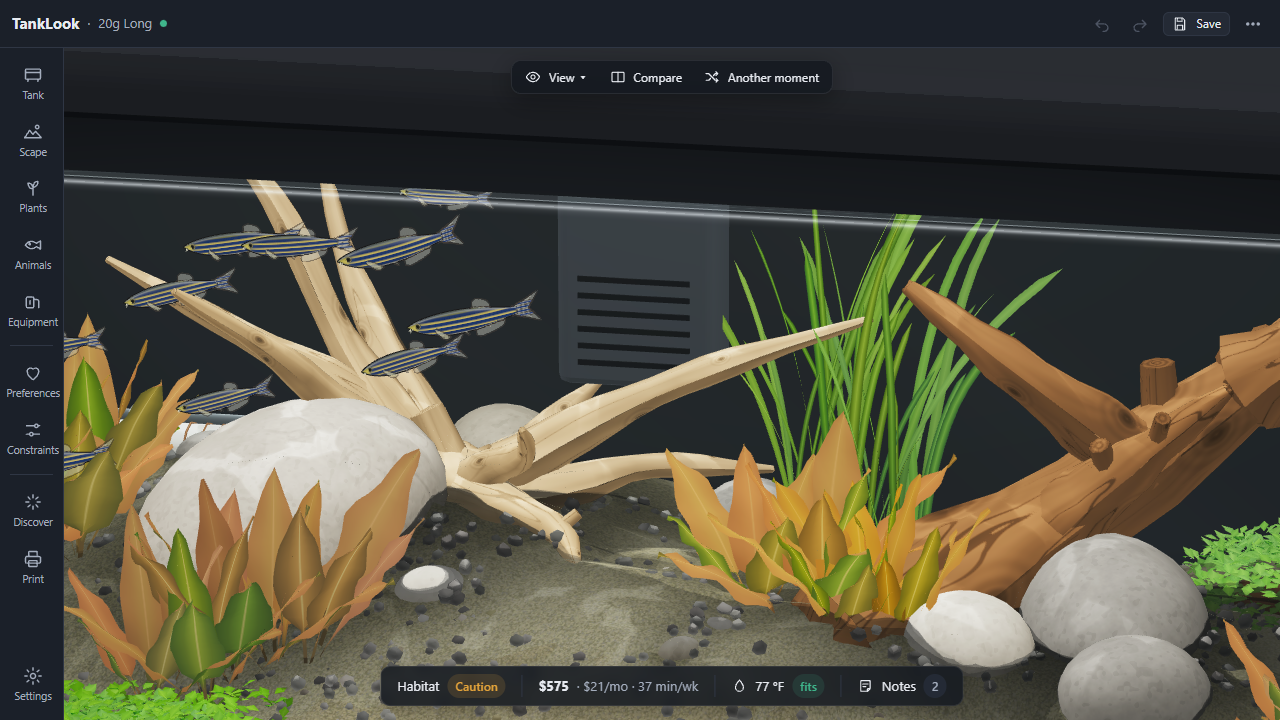 TankLook · 20g Long
Save
View
Compare
Another moment
Tank
Scape
Plants
Animals
Equipment
Preferences
Constraints
Discover
Print
Settings
Habitat Caution $575 · $21/mo · 37 min/wk 77 °F fits Notes 2